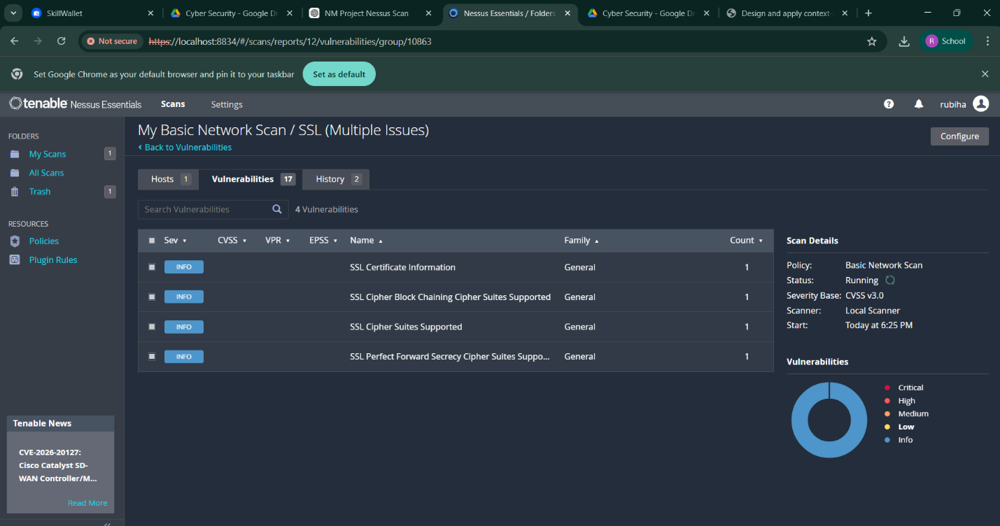 SkillWallet
Cyber Security - Google Dr
NM Project Nessus Scan
Nessus Essentials / Folders
Cyber Security - Google Dr
Design and apply context-
Not secure
https://localhost:8834/#/scans/reports/12/vulnerabilities/group/10863
R School
Set Google Chrome as your default browser and pin it to your taskbar
Set as default
tenable Nessus Essentials
Scans
Settings
rubiha
FOLDERS
My Scans 1
All Scans
Trash 1
RESOURCES
Policies
Plugin Rules
Tenable News
CVE-2026-20127:
Cisco Catalyst SD-
WAN Controller/M...
Read More
My Basic Network Scan / SSL (Multiple Issues)
Back to Vulnerabilities
Configure
Hosts 1
Vulnerabilities 17
History 2
Search Vulnerabilities
4 Vulnerabilities
Sev CVSS VPR EPSS Name Family Count
INFO SSL Certificate Information General 1
INFO SSL Cipher Block Chaining Cipher Suites Supported General 1
INFO SSL Cipher Suites Supported General 1
INFO SSL Perfect Forward Secrecy Cipher Suites Suppo... General 1
Scan Details
Policy: Basic Network Scan
Status: Running
Severity Base: CVSS v3.0
Scanner: Local Scanner
Start: Today at 6:25 PM
Vulnerabilities
Critical
High
Medium
Low
Info